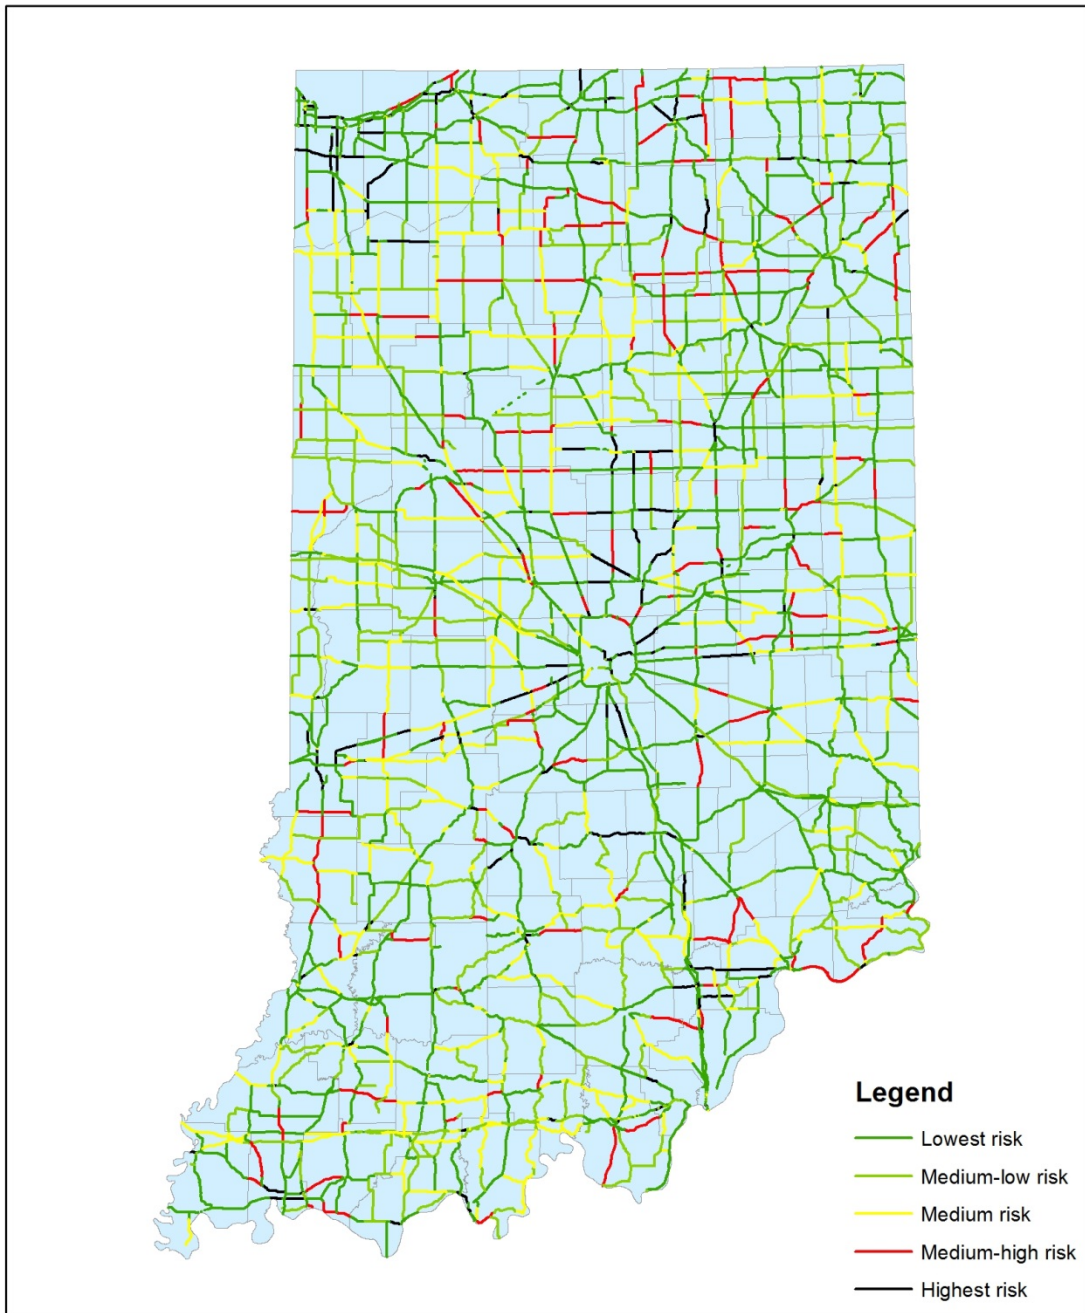 Legend
Lowest risk
Medium-low risk
Medium risk
Medium-high risk
Highest risk